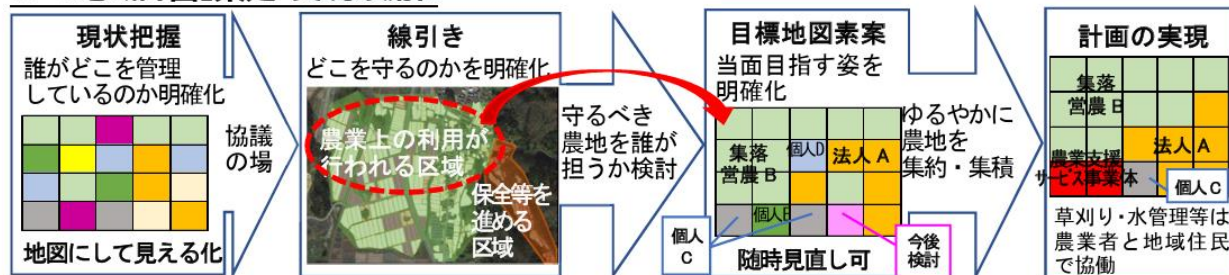 現状把握
誰がどこを管理
しているのか明確化
地図にして見える化
協議
の場
線引き
どこを守るのかを明確化
農業上の利用が
行われる区域
保全等を
進める
区域
守るべき
農地を誰が
担うか検討
目標地図素案
当面目指す姿を
明確化
集落
営農B
個人D
法人A
個人E
個人
C
今後
検討
随時見直し可
ゆるやかに
農地を
集約・集積
計画の実現
集落
営農B
法人A
農業支援
サービス事業体
個人C
草刈り・水管理等は
農業者と地域住民
で協働